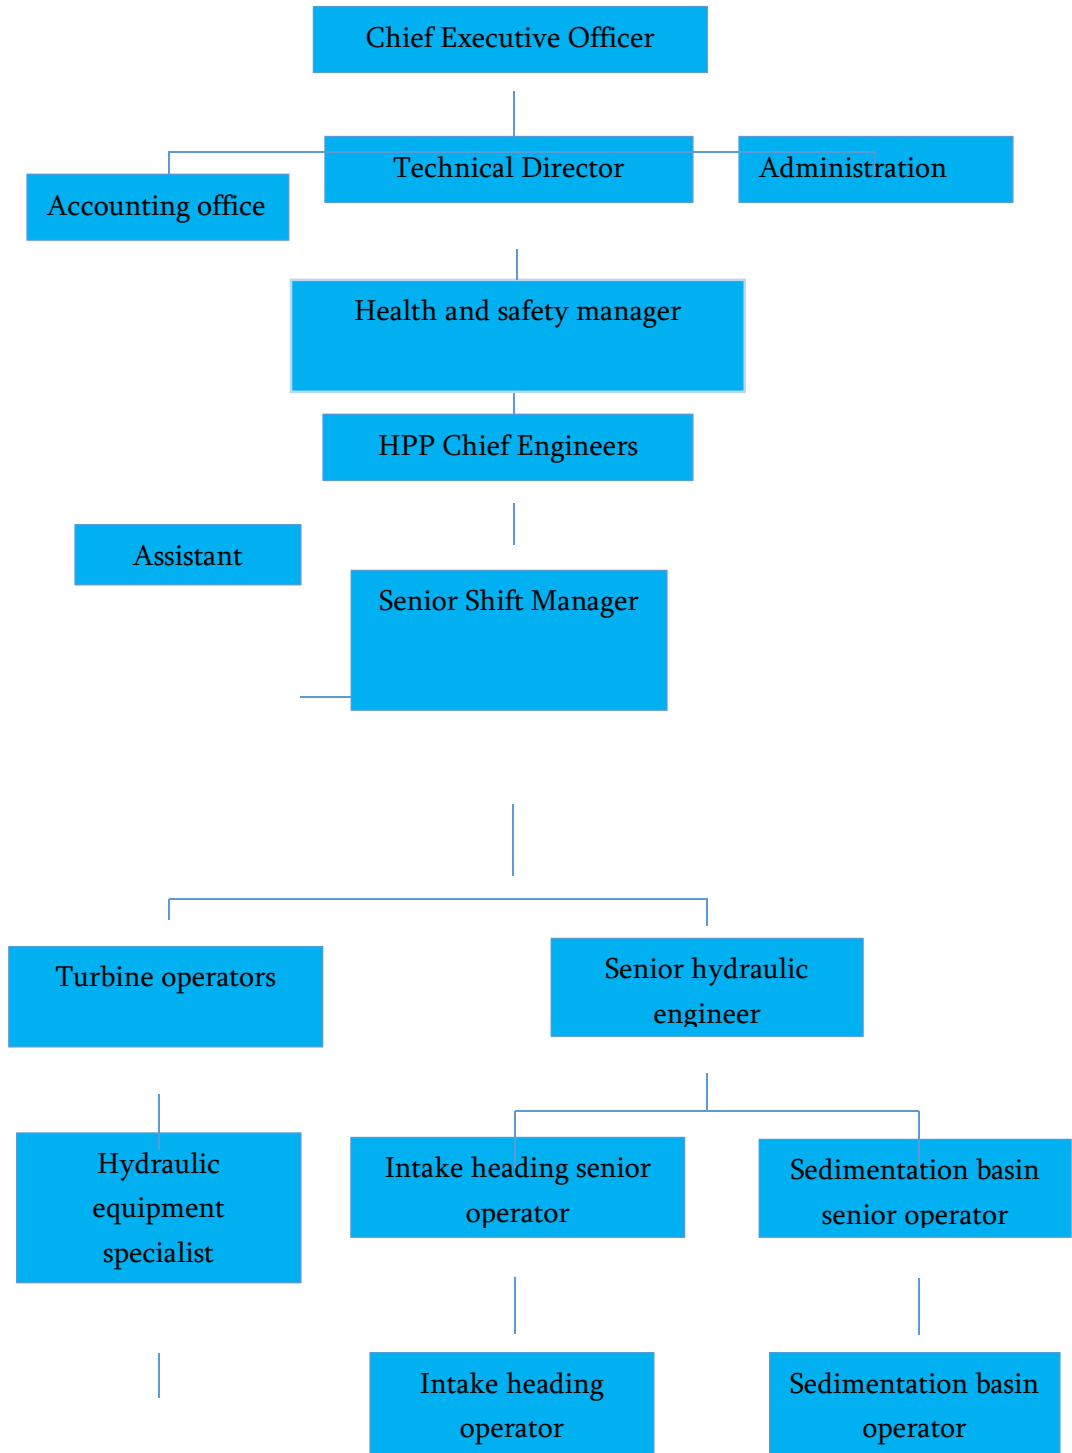 Chief Executive Officer
Technical Director
Administration
Accounting office
Health and safety manager
HPP Chief Engineers
Assistant
Senior Shift Manager
Turbine operators
Senior hydraulic
engineer
Hydraulic
equipment
specialist
Intake heading senior
operator
Sedimentation basin
senior operator
Intake heading
operator
Sedimentation basin
operator